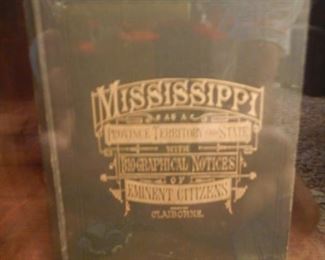 MISSISSIPPI
AS A
PROVINCE TERRITORY AND STATE
WITH
BIOGRAPHICAL NOTICES
OF
EMINENT CITIZENS
CLAIBORNE